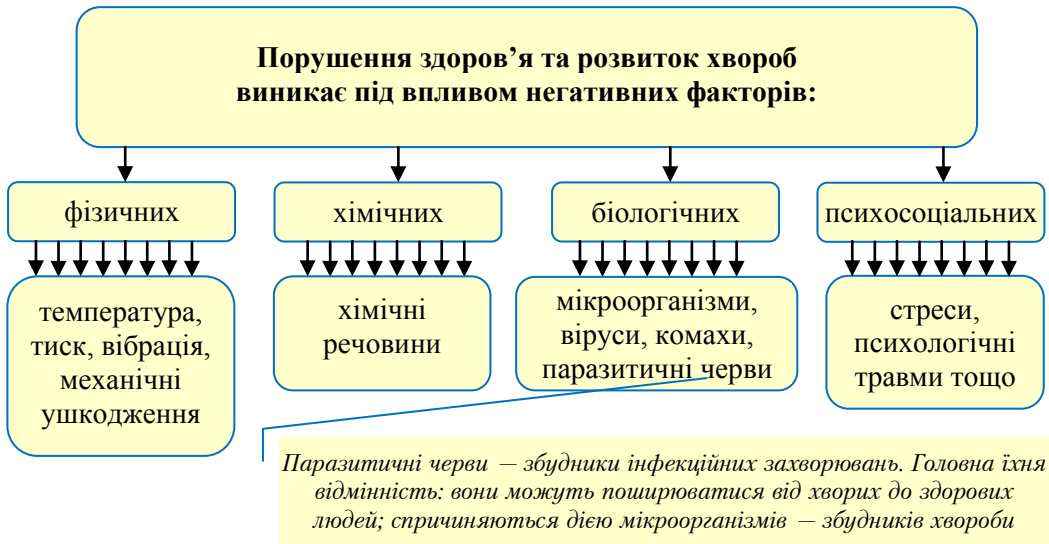 Порушення здоров’я та розвиток хвороб
виникає під впливом негативних факторів:
фізичних
хімічних
біологічних
психосоціальних
температура,
тиск, вібрація,
механічні
ушкодження
хімічні
речовини
мікроорганізми,
віруси, комахи,
паразитичні черви
стреси,
психологічні
травми тощо
Паразитичні черви — збудники інфекційних захворювань. Головна їхня
відмінність: вони можуть поширюватися від хворих до здорових
людей; спричиняються дією мікроорганізмів — збудників хвороби